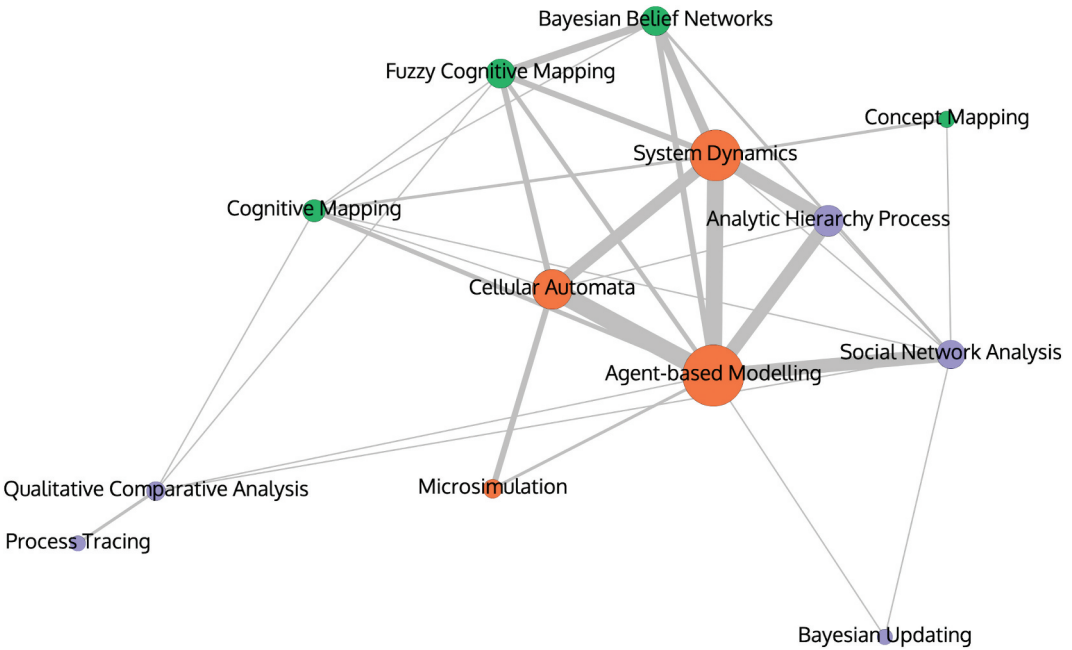 Bayesian Belief Networks
Fuzzy Cognitive Mapping
Concept Mapping
System Dynamics
Cognitive Mapping
Analytic Hierarchy Process
Cellular Automata
Social Network Analysis
Agent-based Modelling
Qualitative Comparative Analysis
Microsimulation
Process Tracing
Bayesian Updating